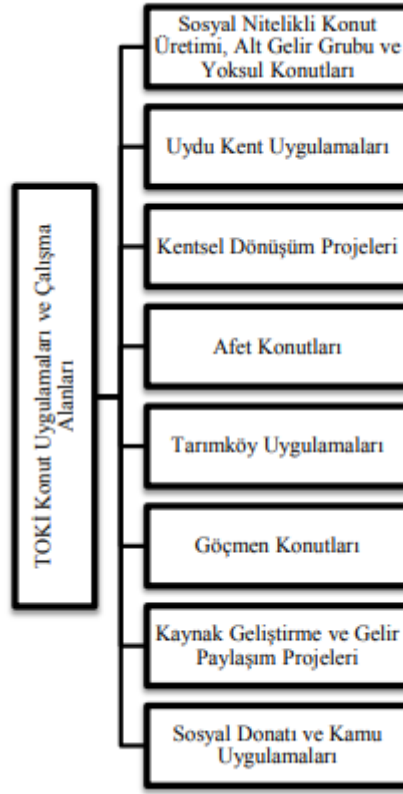 TOKİ Konut Uygulamaları ve Çalışma
Alanları
Sosyal Nitelikli Konut
Üretimi, Alt Gelir Grubu ve
Yoksul Konutları
Uydu Kent Uygulamaları
Kentsel Dönüşüm Projeleri
Afet Konutları
Tarımköy Uygulamaları
Göçmen Konutları
Kaynak Geliştirme ve Gelir
Paylaşım Projeleri
Sosyal Donatı ve Kamu
Uygulamaları